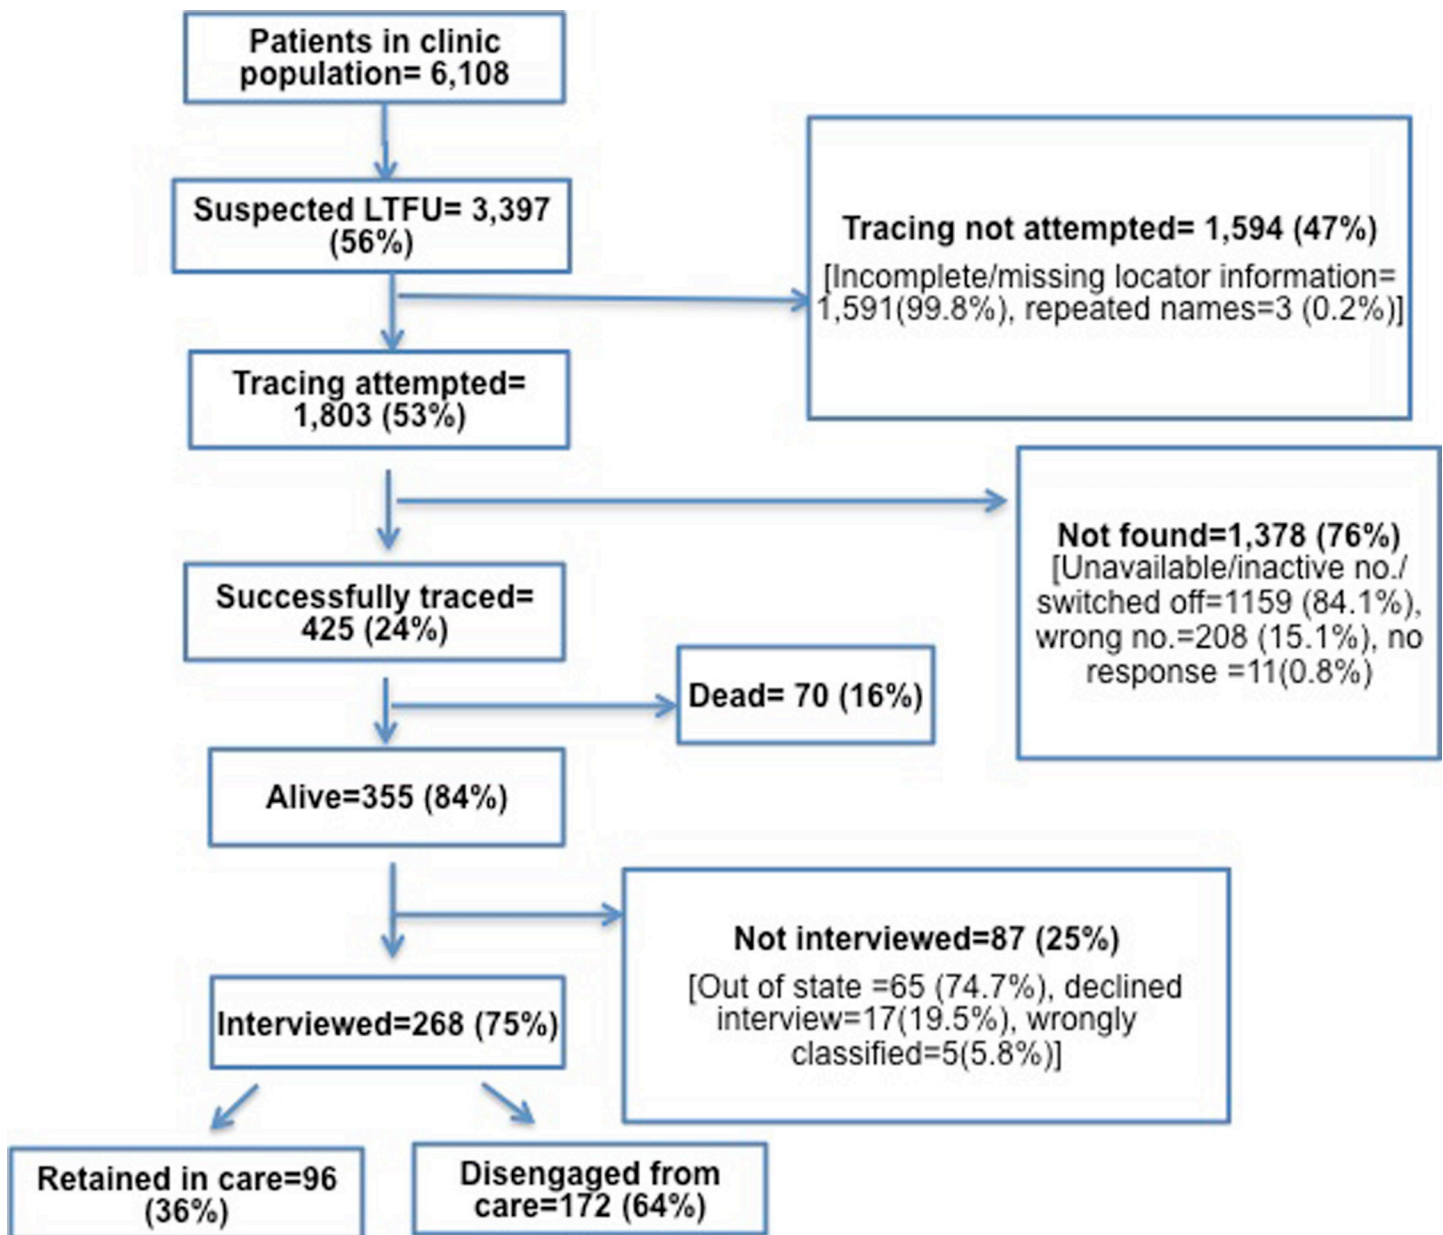 Patients in clinic
population= 6,108
Suspected LTFU= 3,397
(56%)
Tracing not attempted= 1,594 (47%)
[Incomplete/missing locator information=
1,591(99.8%), repeated names=3 (0.2%)]
Tracing attempted=
1,803 (53%)
Not found=1,378 (76%)
[Unavailable/inactive no./
switched off=1159 (84.1%),
wrong no.=208 (15.1%), no
response =11(0.8%)
Successfully traced=
425 (24%)
Dead= 70 (16%)
Alive=355 (84%)
Not interviewed=87 (25%)
[Out of state =65 (74.7%), declined
interview=17(19.5%), wrongly
classified=5(5.8%)]
Interviewed=268 (75%)
Retained in care=96
(36%)
Disengaged from
care=172 (64%)